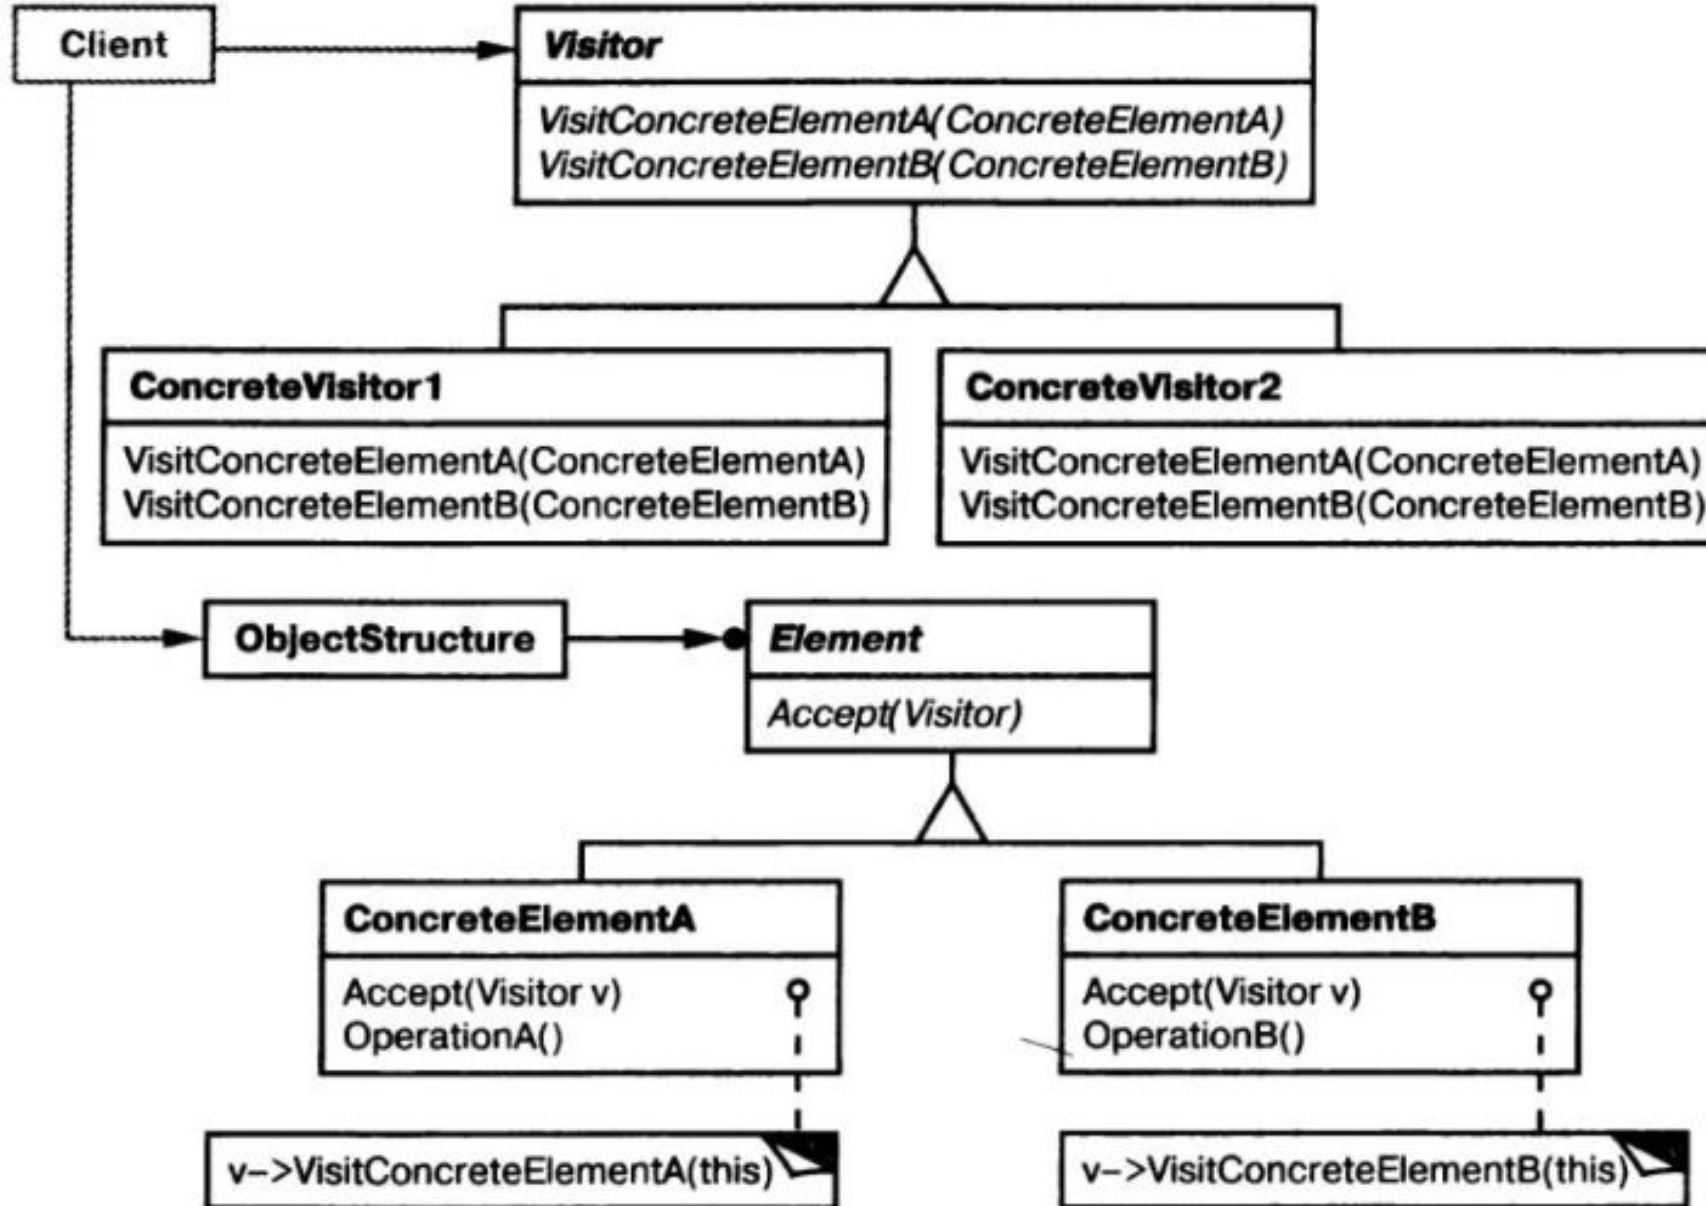 Client
Visitor
VisitConcreteElementA(ConcreteElementA)
VisitConcreteElementB(ConcreteElementB)
ConcreteVisitor1
VisitConcreteElementA(ConcreteElementA)
VisitConcreteElementB(ConcreteElementB)
ConcreteVisitor2
VisitConcreteElementA(ConcreteElementA)
VisitConcreteElementB(ConcreteElementB)
ObjectStructure
Element
Accept(Visitor)
ConcreteElementA
Accept(Visitor v)
OperationA()
ConcreteElementB
Accept(Visitor v)
OperationB()
v->VisitConcreteElementA(this)
v->VisitConcreteElementB(this)